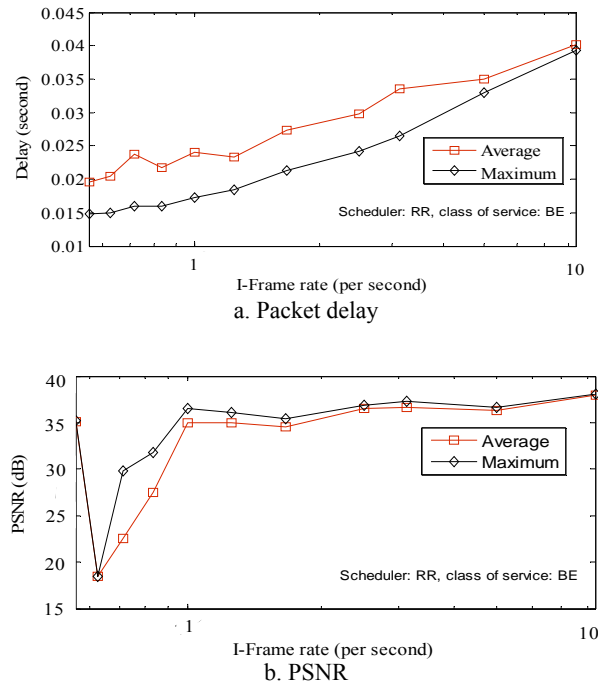 0.045
0.04
0.035
0.03
0.025
0.02
0.015
0.01
Delay (second)
Average
Maximum
Scheduler: RR, class of service: BE
1
10
I-Frame rate (per second)
a. Packet delay
40
35
30
25
20
15
PSNR (dB)
Average
Maximum
Scheduler: RR, class of service: BE
1
10
I-Frame rate (per second)
b. PSNR